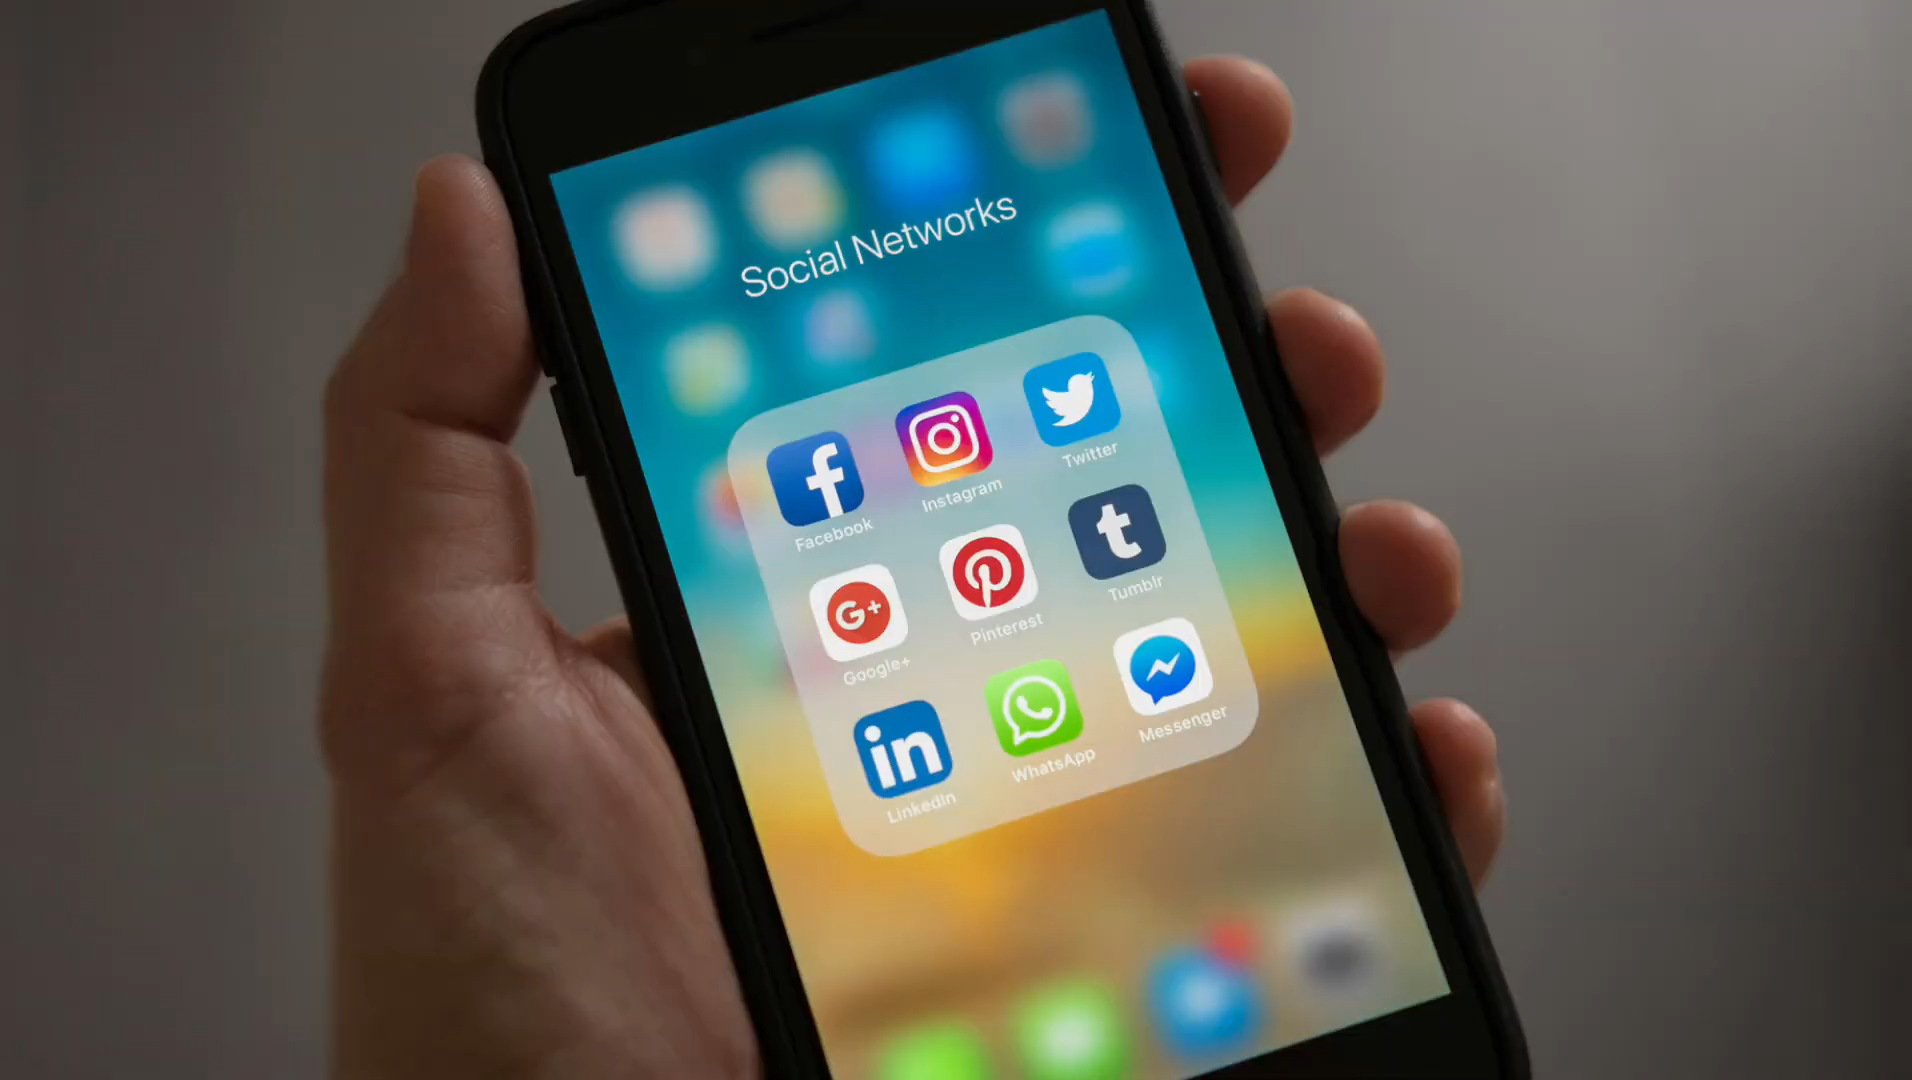 Social Networks
Facebook
Instagram
Twitter
Google+
Pinterest
Tumblr
LinkedIn
WhatsApp
Messenger